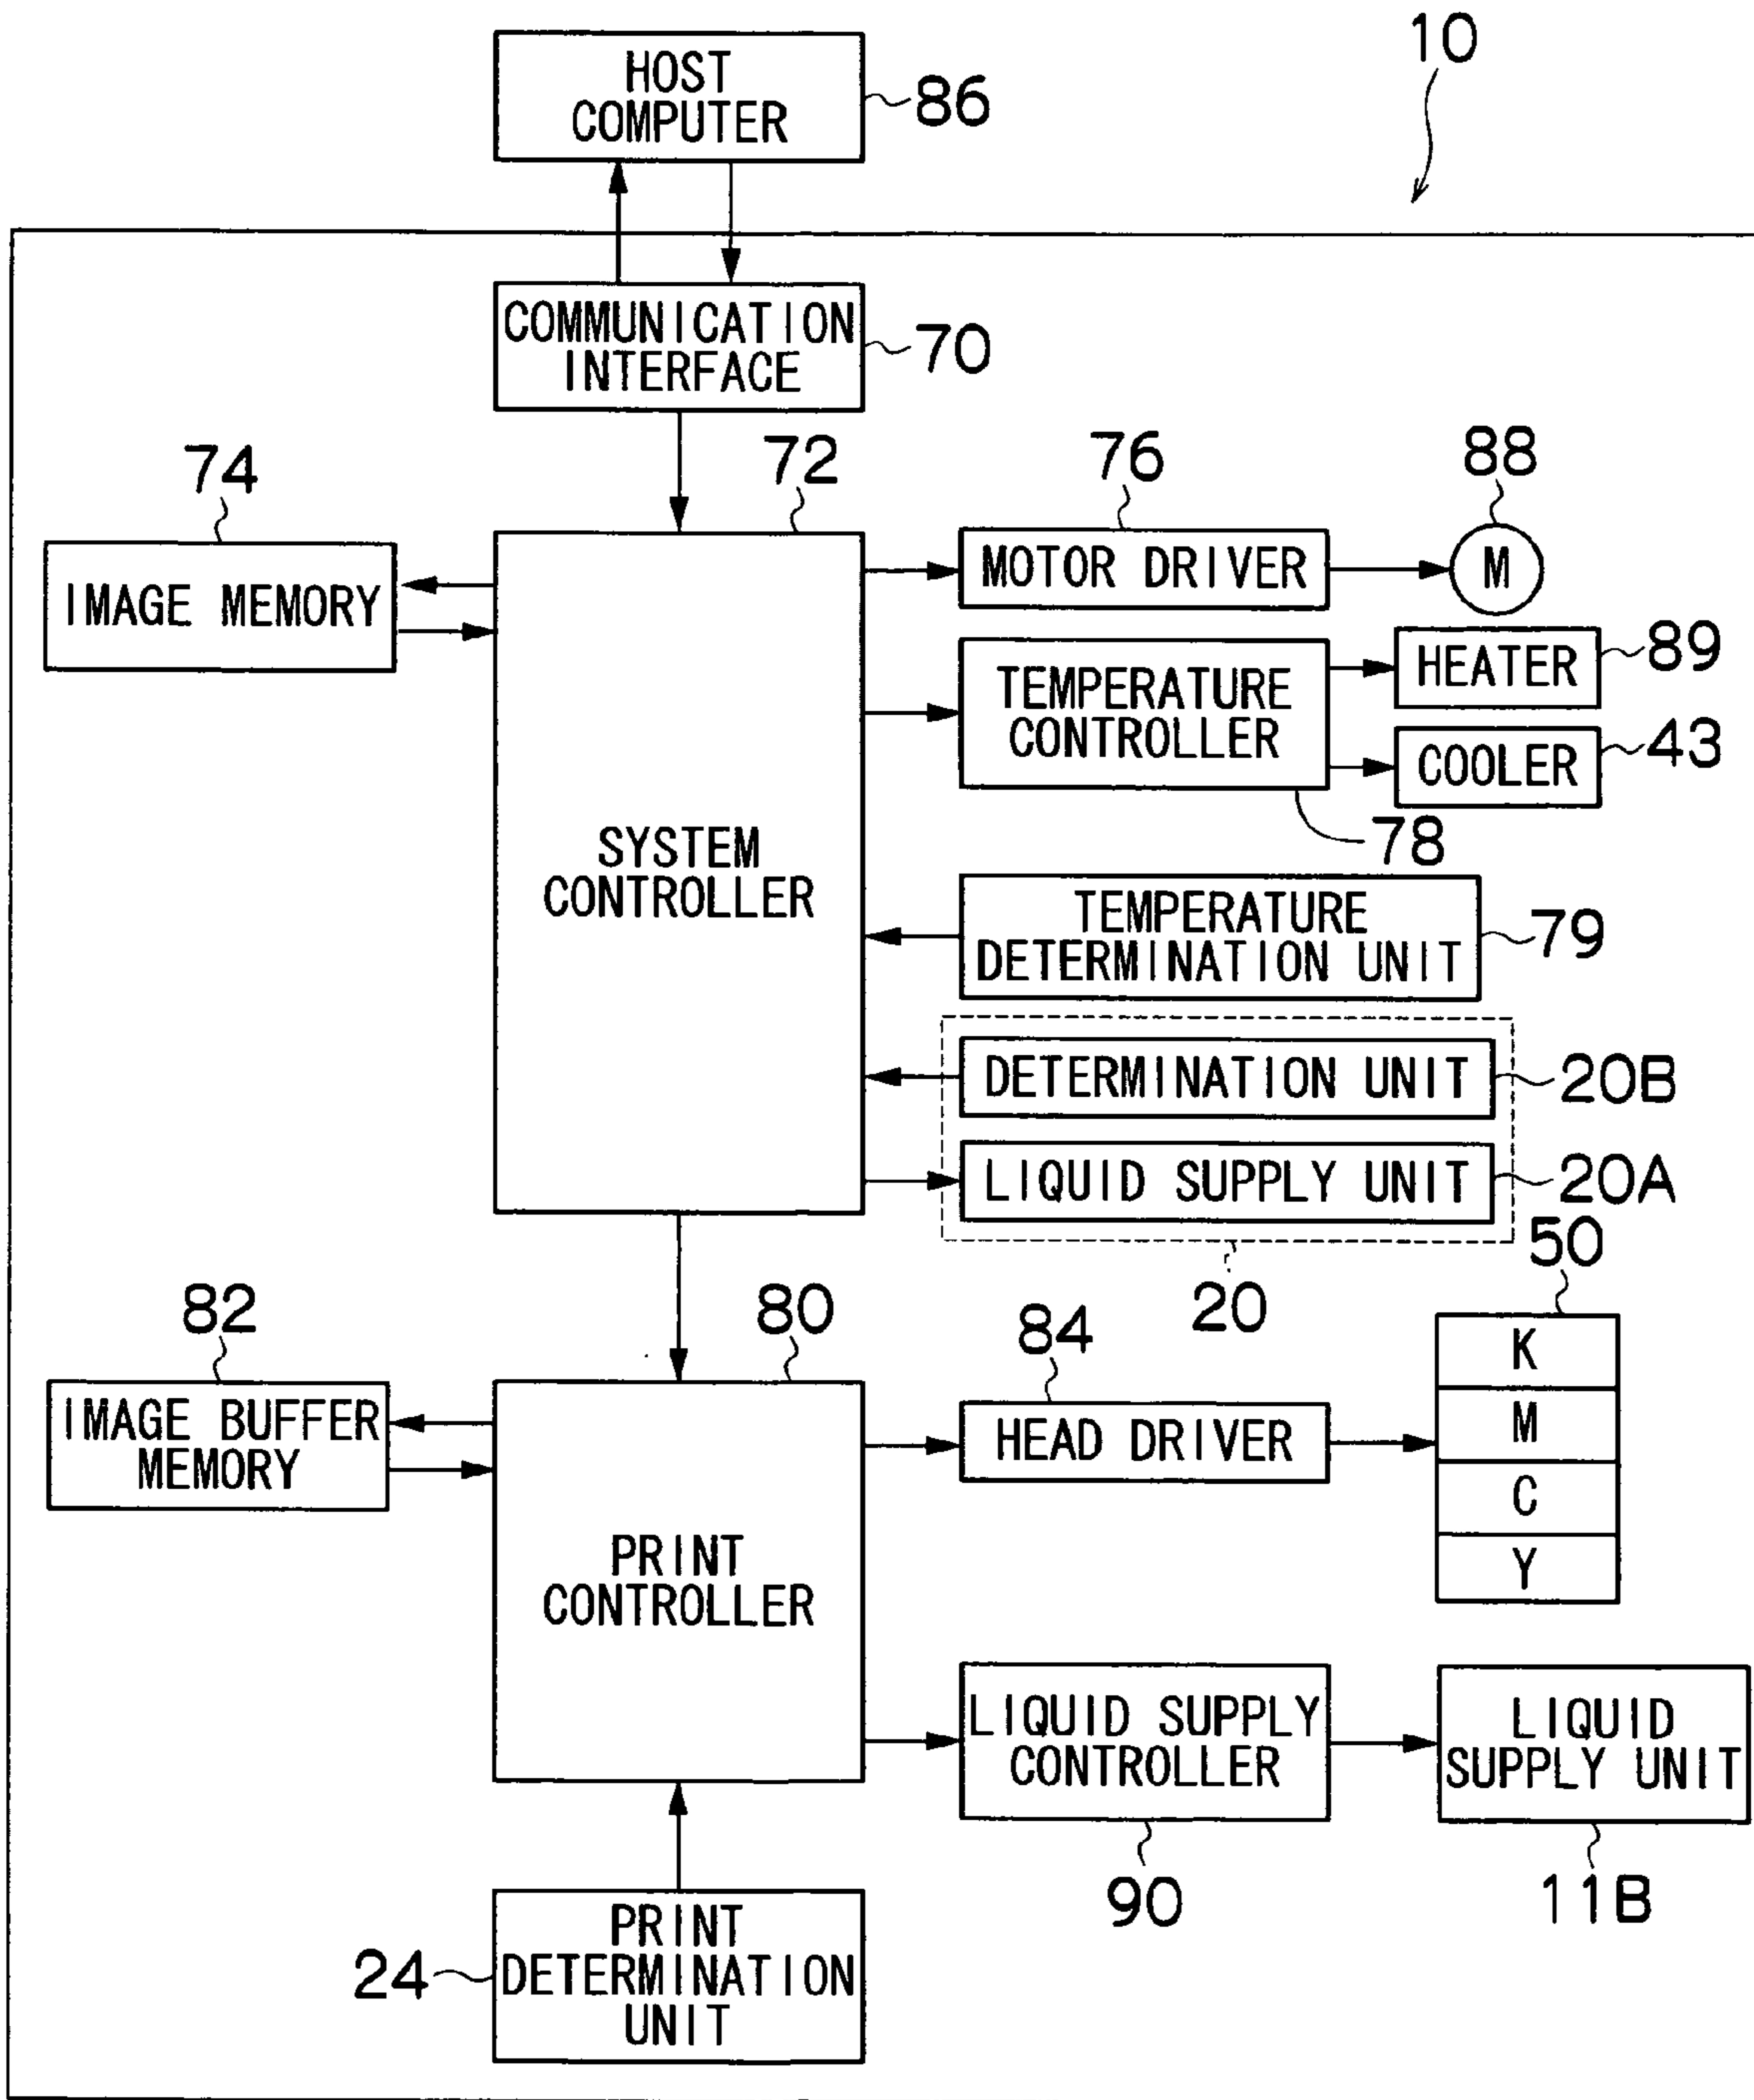 10
HOST
COMPUTER
86
COMMUNICATION
INTERFACE
70
74
72
76
88
IMAGE MEMORY
MOTOR DRIVER
M
SYSTEM
CONTROLLER
TEMPERATURE
CONTROLLER
78
HEATER
89
COOLER
43
TEMPERATURE
DETERMINATION UNIT
79
DETERMINATION UNIT
20B
LIQUID SUPPLY UNIT
20A
20
50
82
80
84
IMAGE BUFFER
MEMORY
PRINT
CONTROLLER
HEAD DRIVER
K
M
C
Y
LIQUID SUPPLY
CONTROLLER
90
LIQUID
SUPPLY UNIT
11B
24
PRINT
DETERMINATION
UNIT